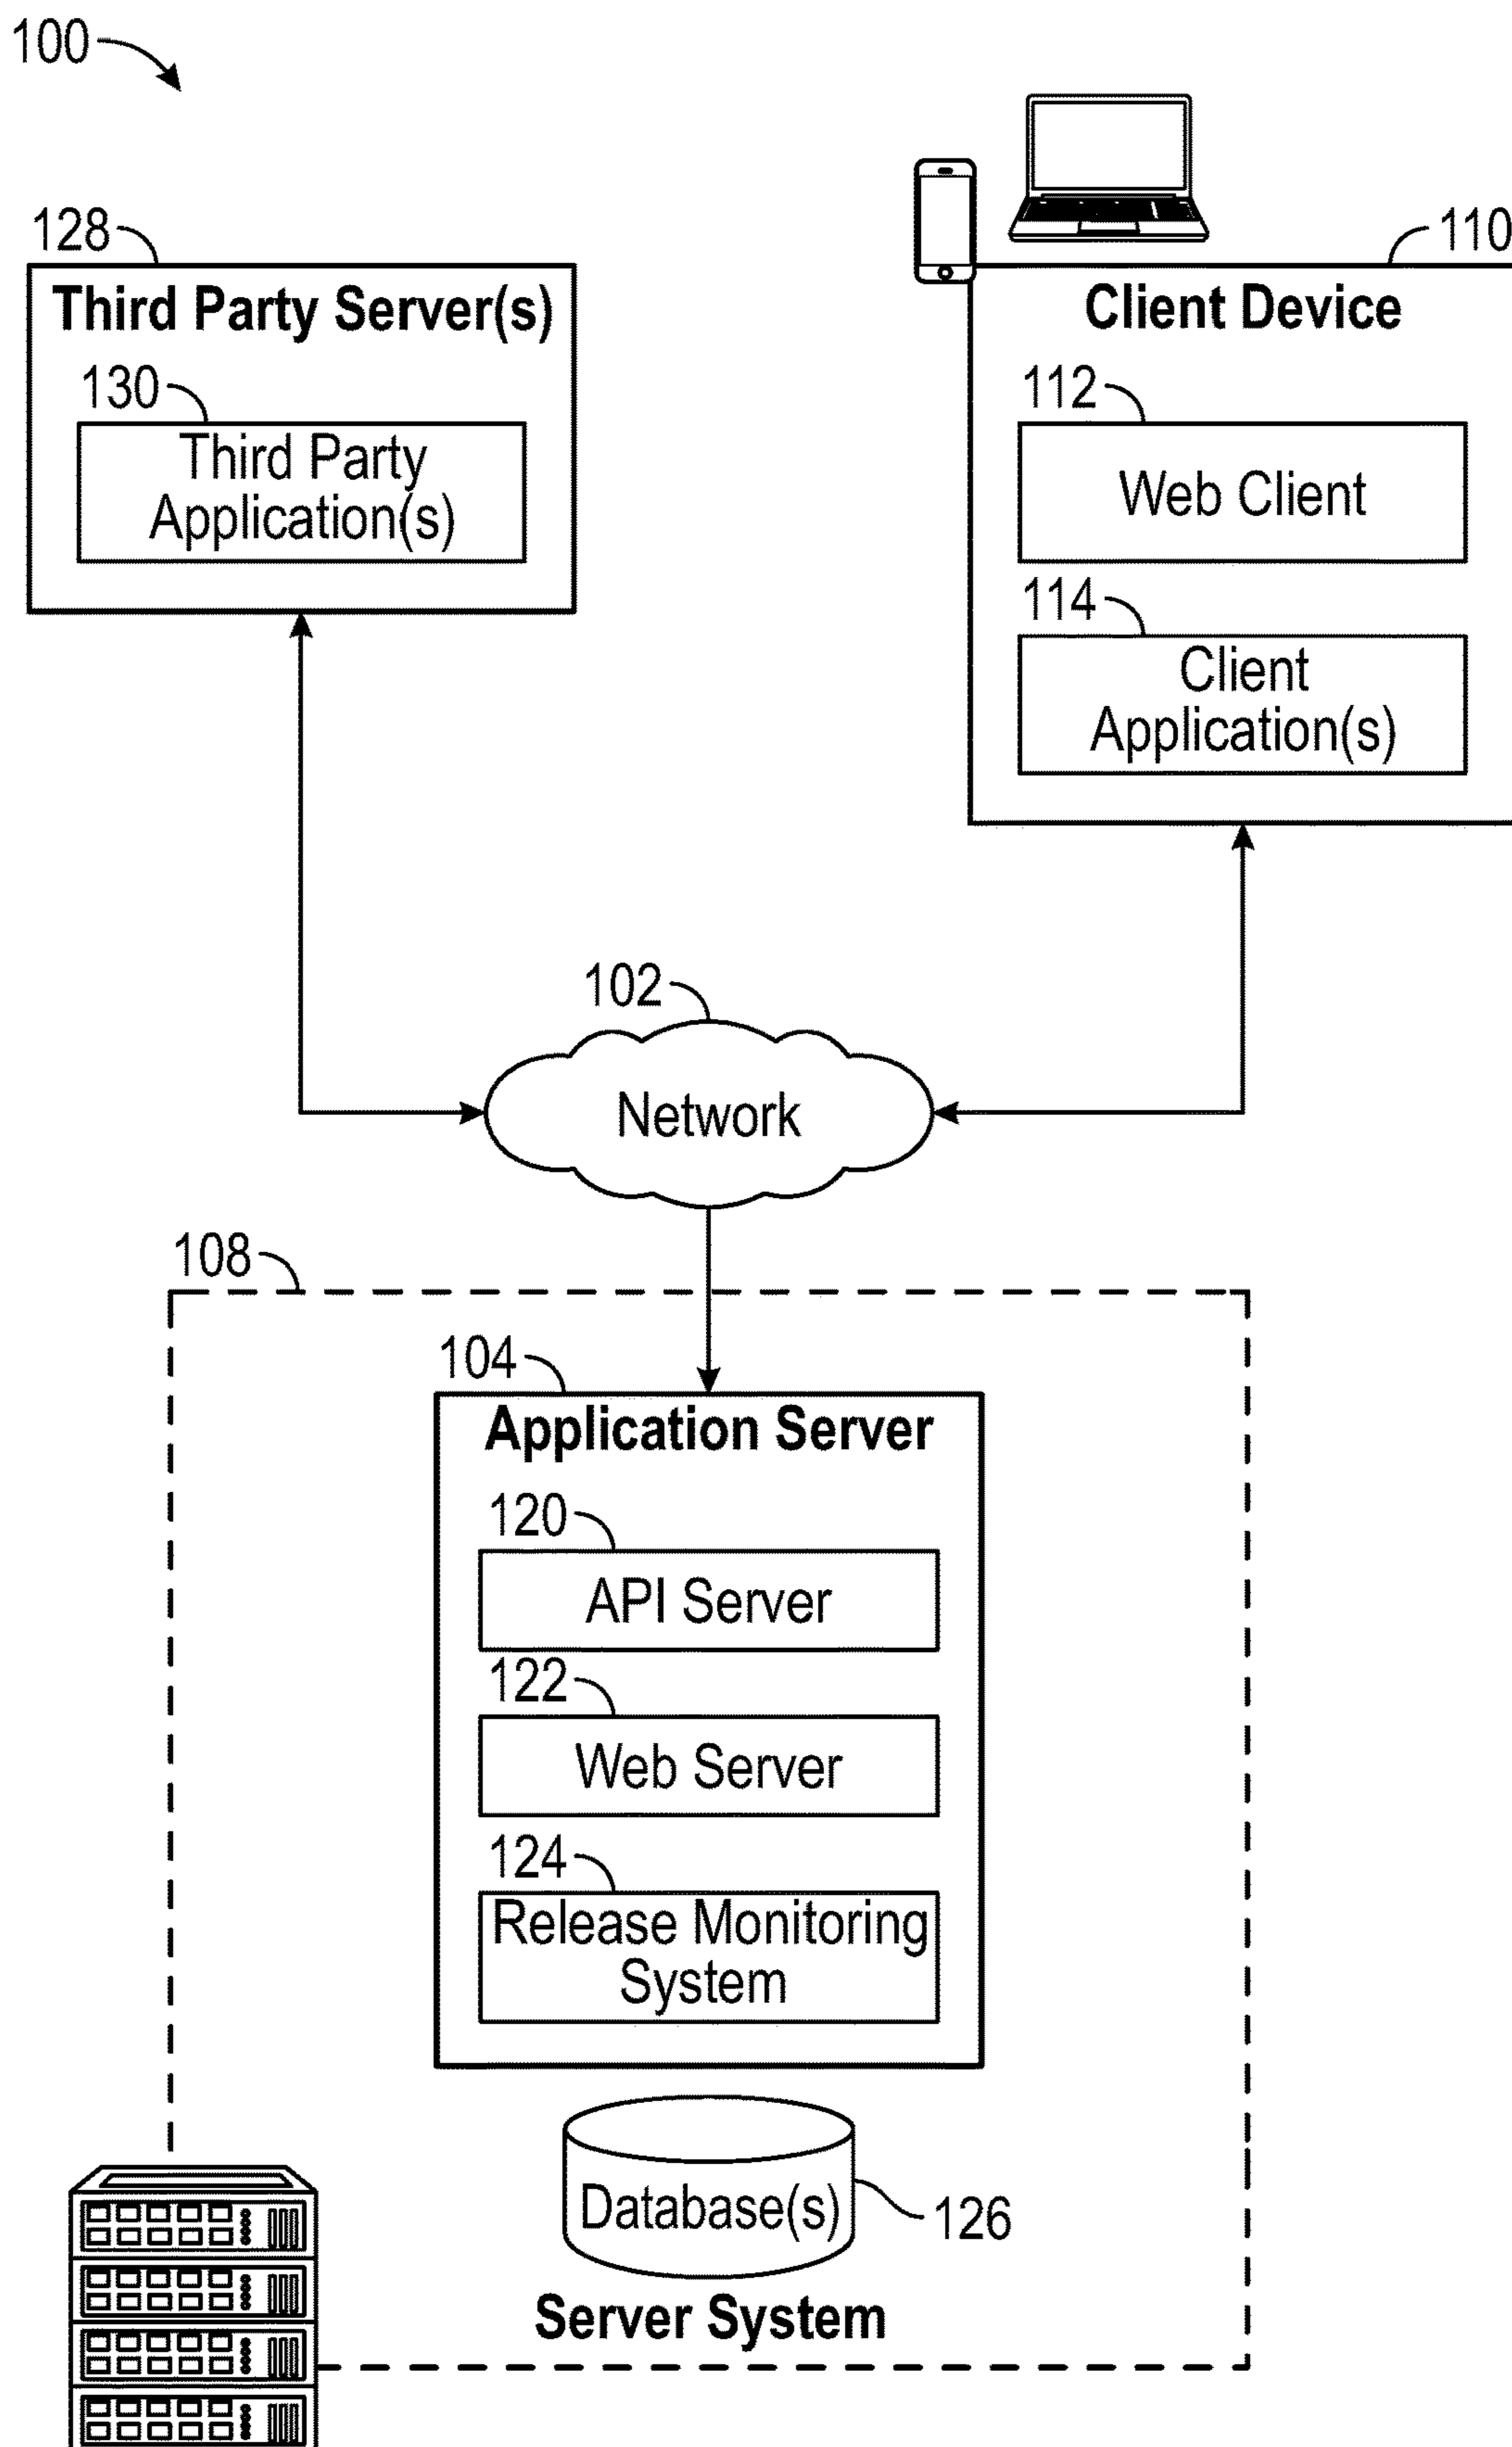 100
128
Third Party Server(s)
130
Third Party
Application(s)
110
Client Device
112
Web Client
114
Client
Application(s)
102
Network
108
104
Application Server
120
API Server
122
Web Server
124
Release Monitoring
System
Database(s)
126
Server System